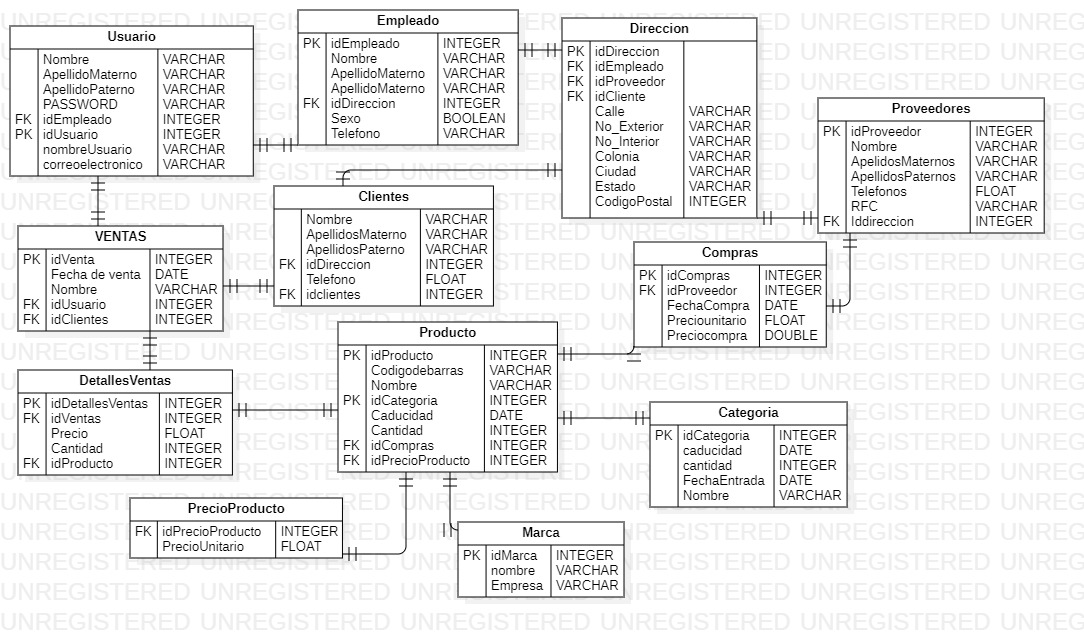 Usuario
Nombre VARCHAR
ApellidoMaterno VARCHAR
ApellidoPaterno VARCHAR
PASSWORD VARCHAR
FK idEmpleado INTEGER
PK idUsuario INTEGER
nombreUsuario VARCHAR
correoelectronico VARCHAR
Empleado
PK idEmpleado INTEGER
Nombre VARCHAR
ApellidoMaterno VARCHAR
ApellidoMaterno VARCHAR
FK idDireccion INTEGER
Sexo BOOLEAN
Telefono VARCHAR
Direccion
PK idDireccion
FK idEmpleado
FK idProveedor
FK idCliente
Calle VARCHAR
No_Exterior VARCHAR
No_Interior VARCHAR
Colonia VARCHAR
Ciudad VARCHAR
Estado VARCHAR
CodigoPostal INTEGER
Proveedores
PK idProveedor INTEGER
Nombre VARCHAR
ApelidosMaternos VARCHAR
ApellidosPaternos VARCHAR
Telefonos FLOAT
RFC VARCHAR
FK Iddireccion INTEGER
Clientes
Nombre VARCHAR
ApellidosMaterno VARCHAR
ApellidosPaterno VARCHAR
FK idDireccion INTEGER
Telefono FLOAT
FK idclientes INTEGER
VENTAS
PK idVenta INTEGER
Fecha de venta DATE
Nombre VARCHAR
FK idUsuario INTEGER
FK idClientes INTEGER
Compras
PK idCompras INTEGER
FK idProveedor INTEGER
FechaCompra DATE
Preciounitario FLOAT
Preciocompra DOUBLE
Producto
PK idProducto INTEGER
Codigodebarras VARCHAR
Nombre VARCHAR
PK idCategoria INTEGER
Caducidad DATE
Cantidad INTEGER
FK idCompras INTEGER
FK idPrecioProducto INTEGER
DetallesVentas
PK idDetallesVentas INTEGER
FK idVentas INTEGER
Precio FLOAT
Cantidad INTEGER
FK idProducto INTEGER
Categoria
PK idCategoria INTEGER
caducidad DATE
cantidad INTEGER
FechaEntrada DATE
Nombre VARCHAR
PrecioProducto
FK idPrecioProducto INTEGER
PrecioUnitario FLOAT
Marca
PK idMarca INTEGER
nombre VARCHAR
Empresa VARCHAR
UNREGISTERED